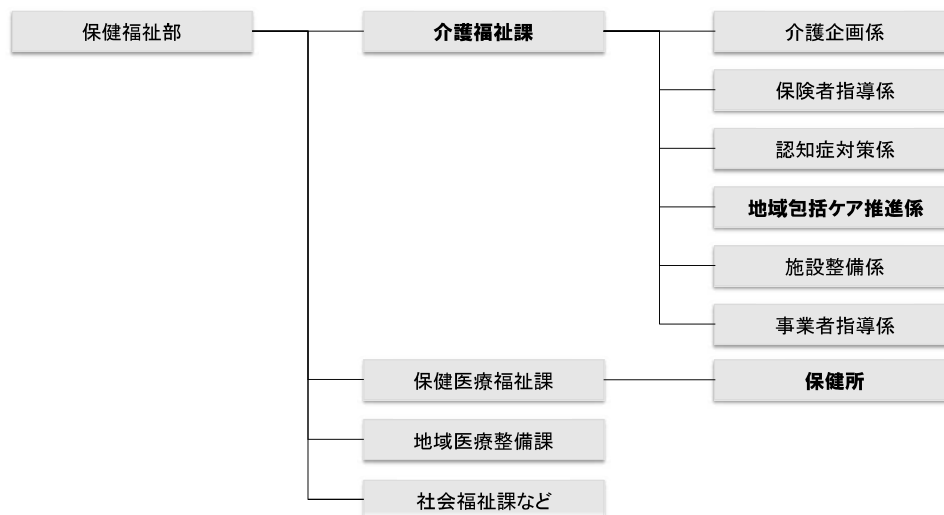 保健福祉部
介護福祉課
介護企画係
保険者指導係
認知症対策係
地域包括ケア推進係
施設整備係
事業者指導係
保健医療福祉課
保健所
地域医療整備課
社会福祉課など